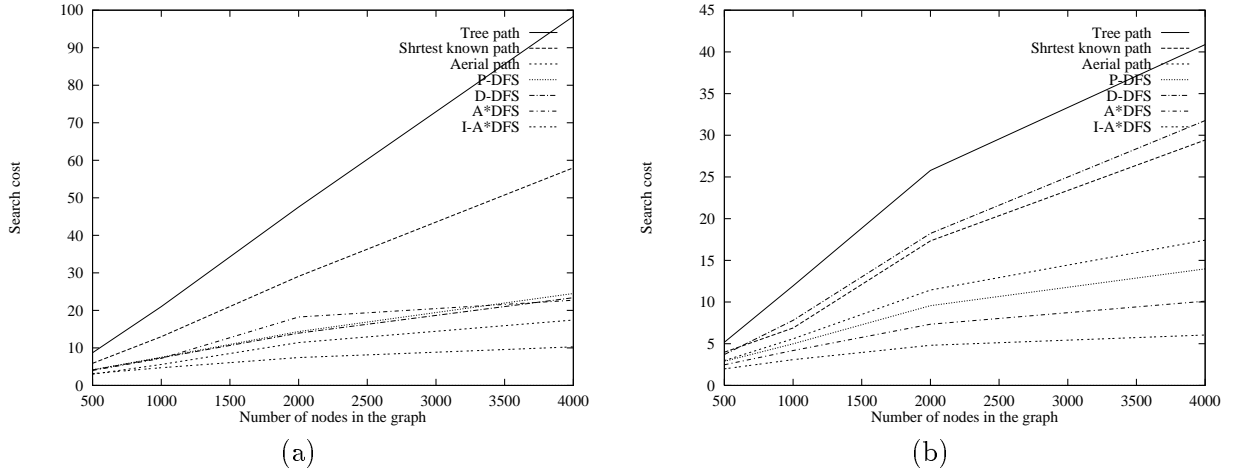 100
90
80
70
60
50
40
30
20
10
0
Search cost
500 1000 1500 2000 2500 3000 3500 4000
Number of nodes in the graph
Tree path
Shrtest known path
Aerial path
P-DFS
D-DFS
A*DFS
I-A*DFS
(a)
45
40
35
30
25
20
15
10
5
0
Search cost
500 1000 1500 2000 2500 3000 3500 4000
Number of nodes in the graph
Tree path
Shrtest known path
Aerial path
P-DFS
D-DFS
A*DFS
I-A*DFS
(b)